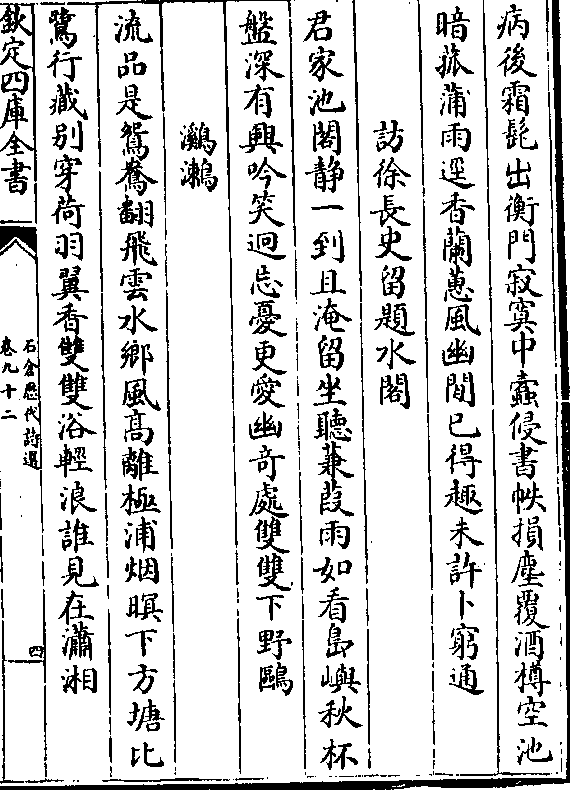 病後霜髭出衡門寂寞中蠧侵書帙損塵覆酒樽空池
暗菰蒲雨逕香蘭蕙風幽閒已得趣未許卜窮通
訪徐長史留題水閣
君家池閣静一到且淹留坐聽蒹葭雨如看島嶼秋杯
盤深有興吟笑迥忘憂更愛幽奇處雙雙下野鷗
鸂𪆟
流品是鴛鴦翻飛雲水鄉風高離極浦烟暝下方塘比
鷺行藏别穿荷羽翼香雙雙浴輕浪誰見在瀟湘
欽定四庫全書
石倉歴代詩選
卷九十二
四